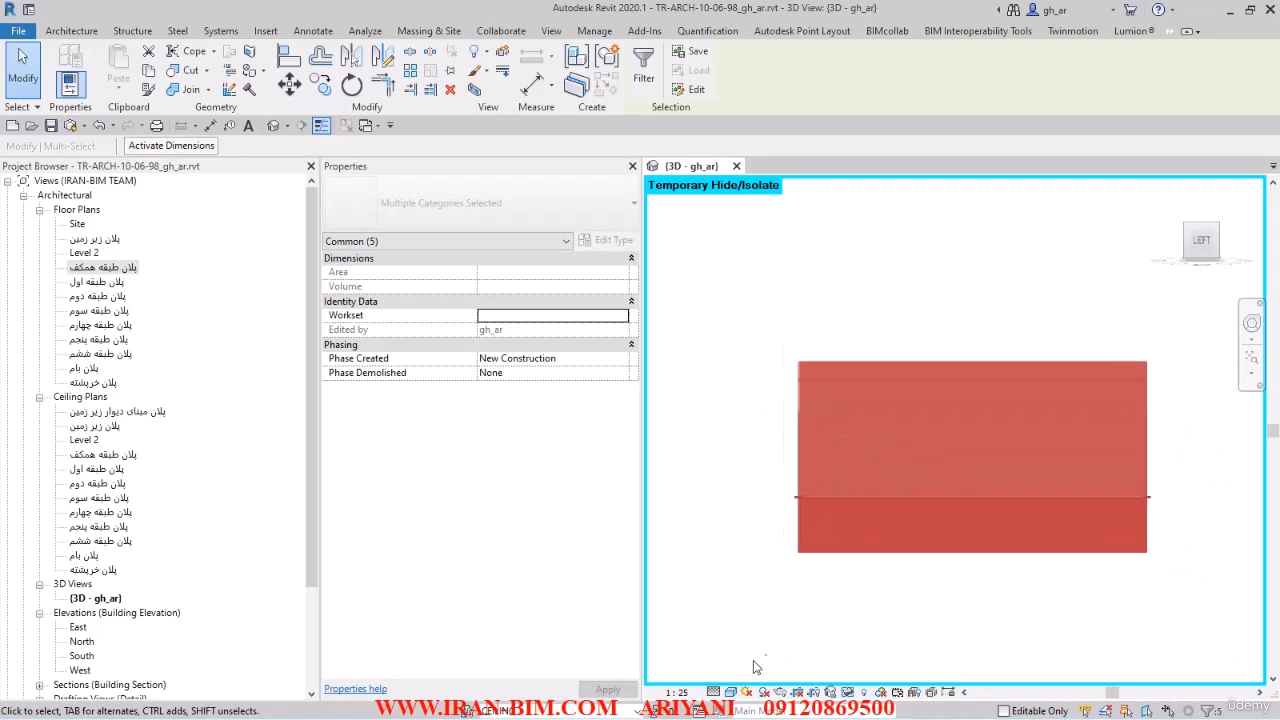 Autodesk Revit 2020.1 - TR-ARCH-10-06-98_gh_ar.rvt - 3D View: {3D - gh_ar}
gh_ar
File Architecture Structure Steel Systems Insert Annotate Analyze Massing & Site Collaborate View Manage Add-Ins Quantification Autodesk Point Layout BIMcollab BIM Interoperability Tools Twinmotion Lumion®
Modify Paste Cope Cut Join Filter Save Load Edit
Select Properties Clipboard Geometry Modify View Measure Create Selection
Modify | Multi-Select Activate Dimensions
Project Browser - TR-ARCH-10-06-98_gh_ar.rvt
Views (IRAN-BIM TEAM)
Architectural
Floor Plans
Site
پلان زیر زمین
Level 2
پلان طبقه همکف
پلان طبقه اول
پلان طبقه دوم
پلان طبقه سوم
پلان طبقه چهارم
پلان طبقه پنجم
پلان طبقه ششم
پلان بام
پلان خرپشته
Ceiling Plans
پلان مبنای دیوار زیر زمین
پلان زیر زمین
Level 2
پلان طبقه همکف
پلان طبقه اول
پلان طبقه دوم
پلان طبقه سوم
پلان طبقه چهارم
پلان طبقه پنجم
پلان طبقه ششم
پلان بام
پلان خرپشته
3D Views
{3D - gh_ar}
Elevations (Building Elevation)
East
North
South
West
Sections (Building Section)
Drafting Views (Detail)
Properties
Multiple Categories Selected
Common (5) Edit Type
Dimensions
Area
Volume
Identity Data
Workset
Edited by gh_ar
Phasing
Phase Created New Construction
Phase Demolished None
Properties help Apply
{3D - gh_ar}
Temporary Hide/Isolate
LEFT
1 : 25
Click to select, TAB for alternates, CTRL adds, SHIFT unselects.
Editable Only
WWW.IRAN-BIM.COM ARIYANI 09120869500
Udemy